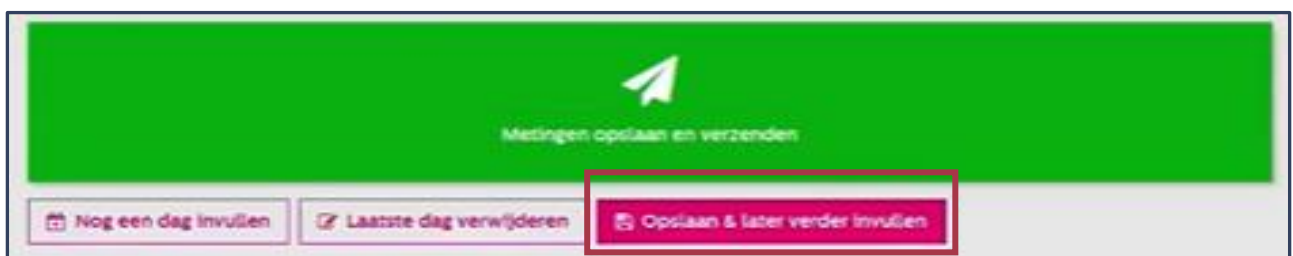 Metingen opslaan en verzenden
Nog een dag invullen
Laatste dag verwijderen
Opslaan & later verder invullen